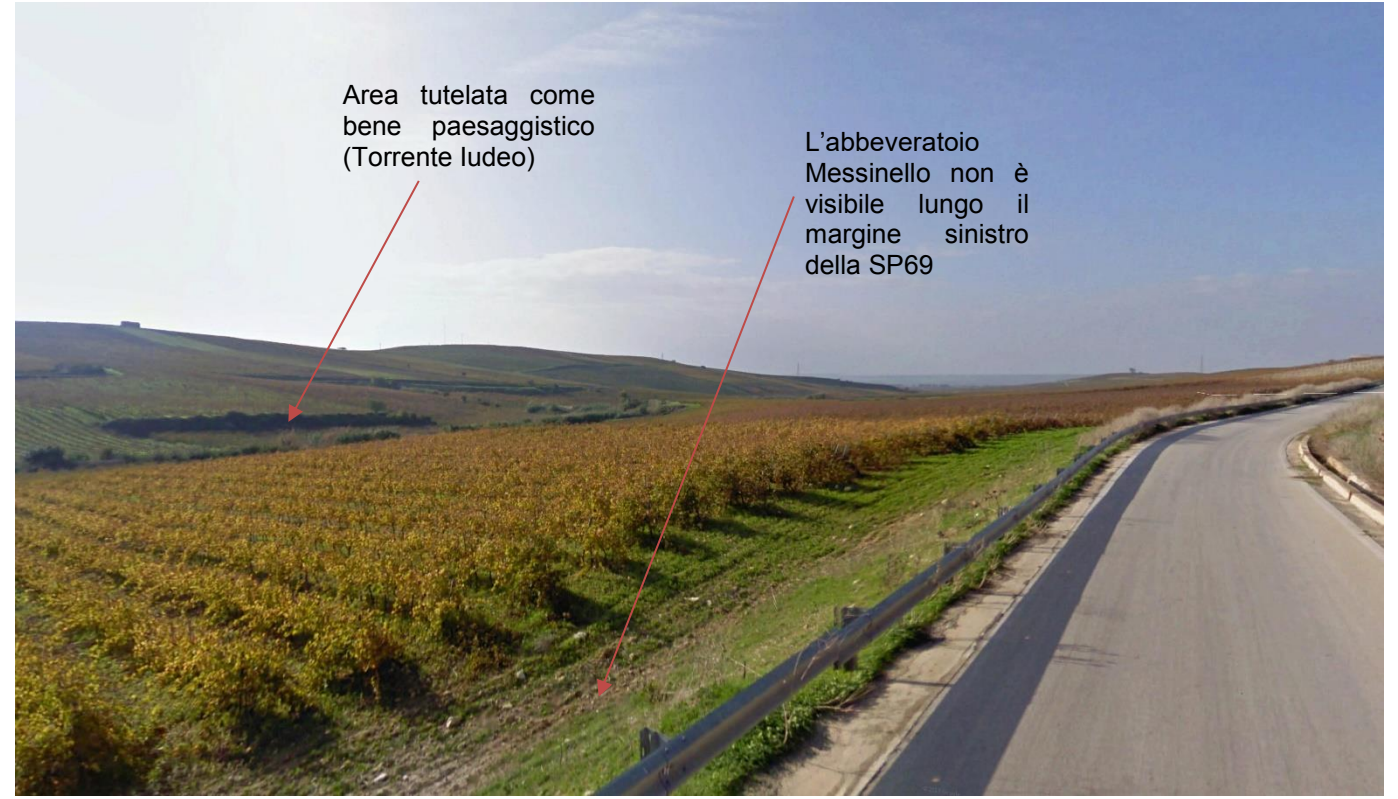 Area tutelata come
bene paesaggistico
(Torrente Iudeo)
L'abbeveratoio
Messinello non è
visibile lungo il
margine sinistro
della SP69